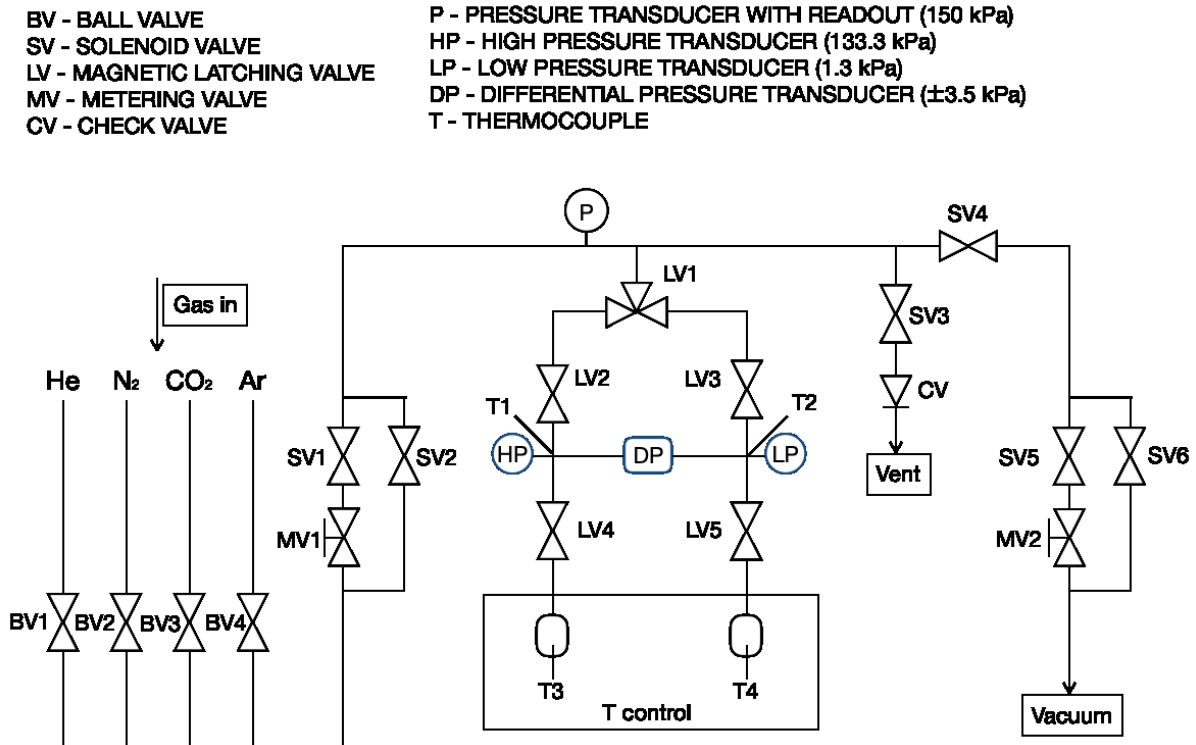 BV - BALL VALVE
SV - SOLENOID VALVE
LV - MAGNETIC LATCHING VALVE
MV - METERING VALVE
CV - CHECK VALVE
P - PRESSURE TRANSDUCER WITH READOUT (150 kPa)
HP - HIGH PRESSURE TRANSDUCER (133.3 kPa)
LP - LOW PRESSURE TRANSDUCER (1.3 kPa)
DP - DIFFERENTIAL PRESSURE TRANSDUCER (±3.5 kPa)
T - THERMOCOUPLE
P
SV4
LV1
Gas in
SV3
He N₂ CO₂ Ar
LV2
LV3
CV
T1
T2
SV1
SV2
HP
DP
LP
Vent
SV5
SV6
MV1
LV4
LV5
MV2
BV1
BV2
BV3
BV4
T3
T4
T control
Vacuum